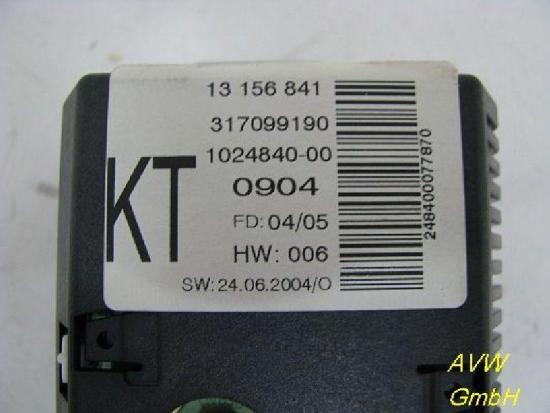 13 156 841
317099190
1024840-00
KT
0904
FD: 04/05
HW: 006
SW: 24.06.2004/O
248400077870
AVW
GmbH